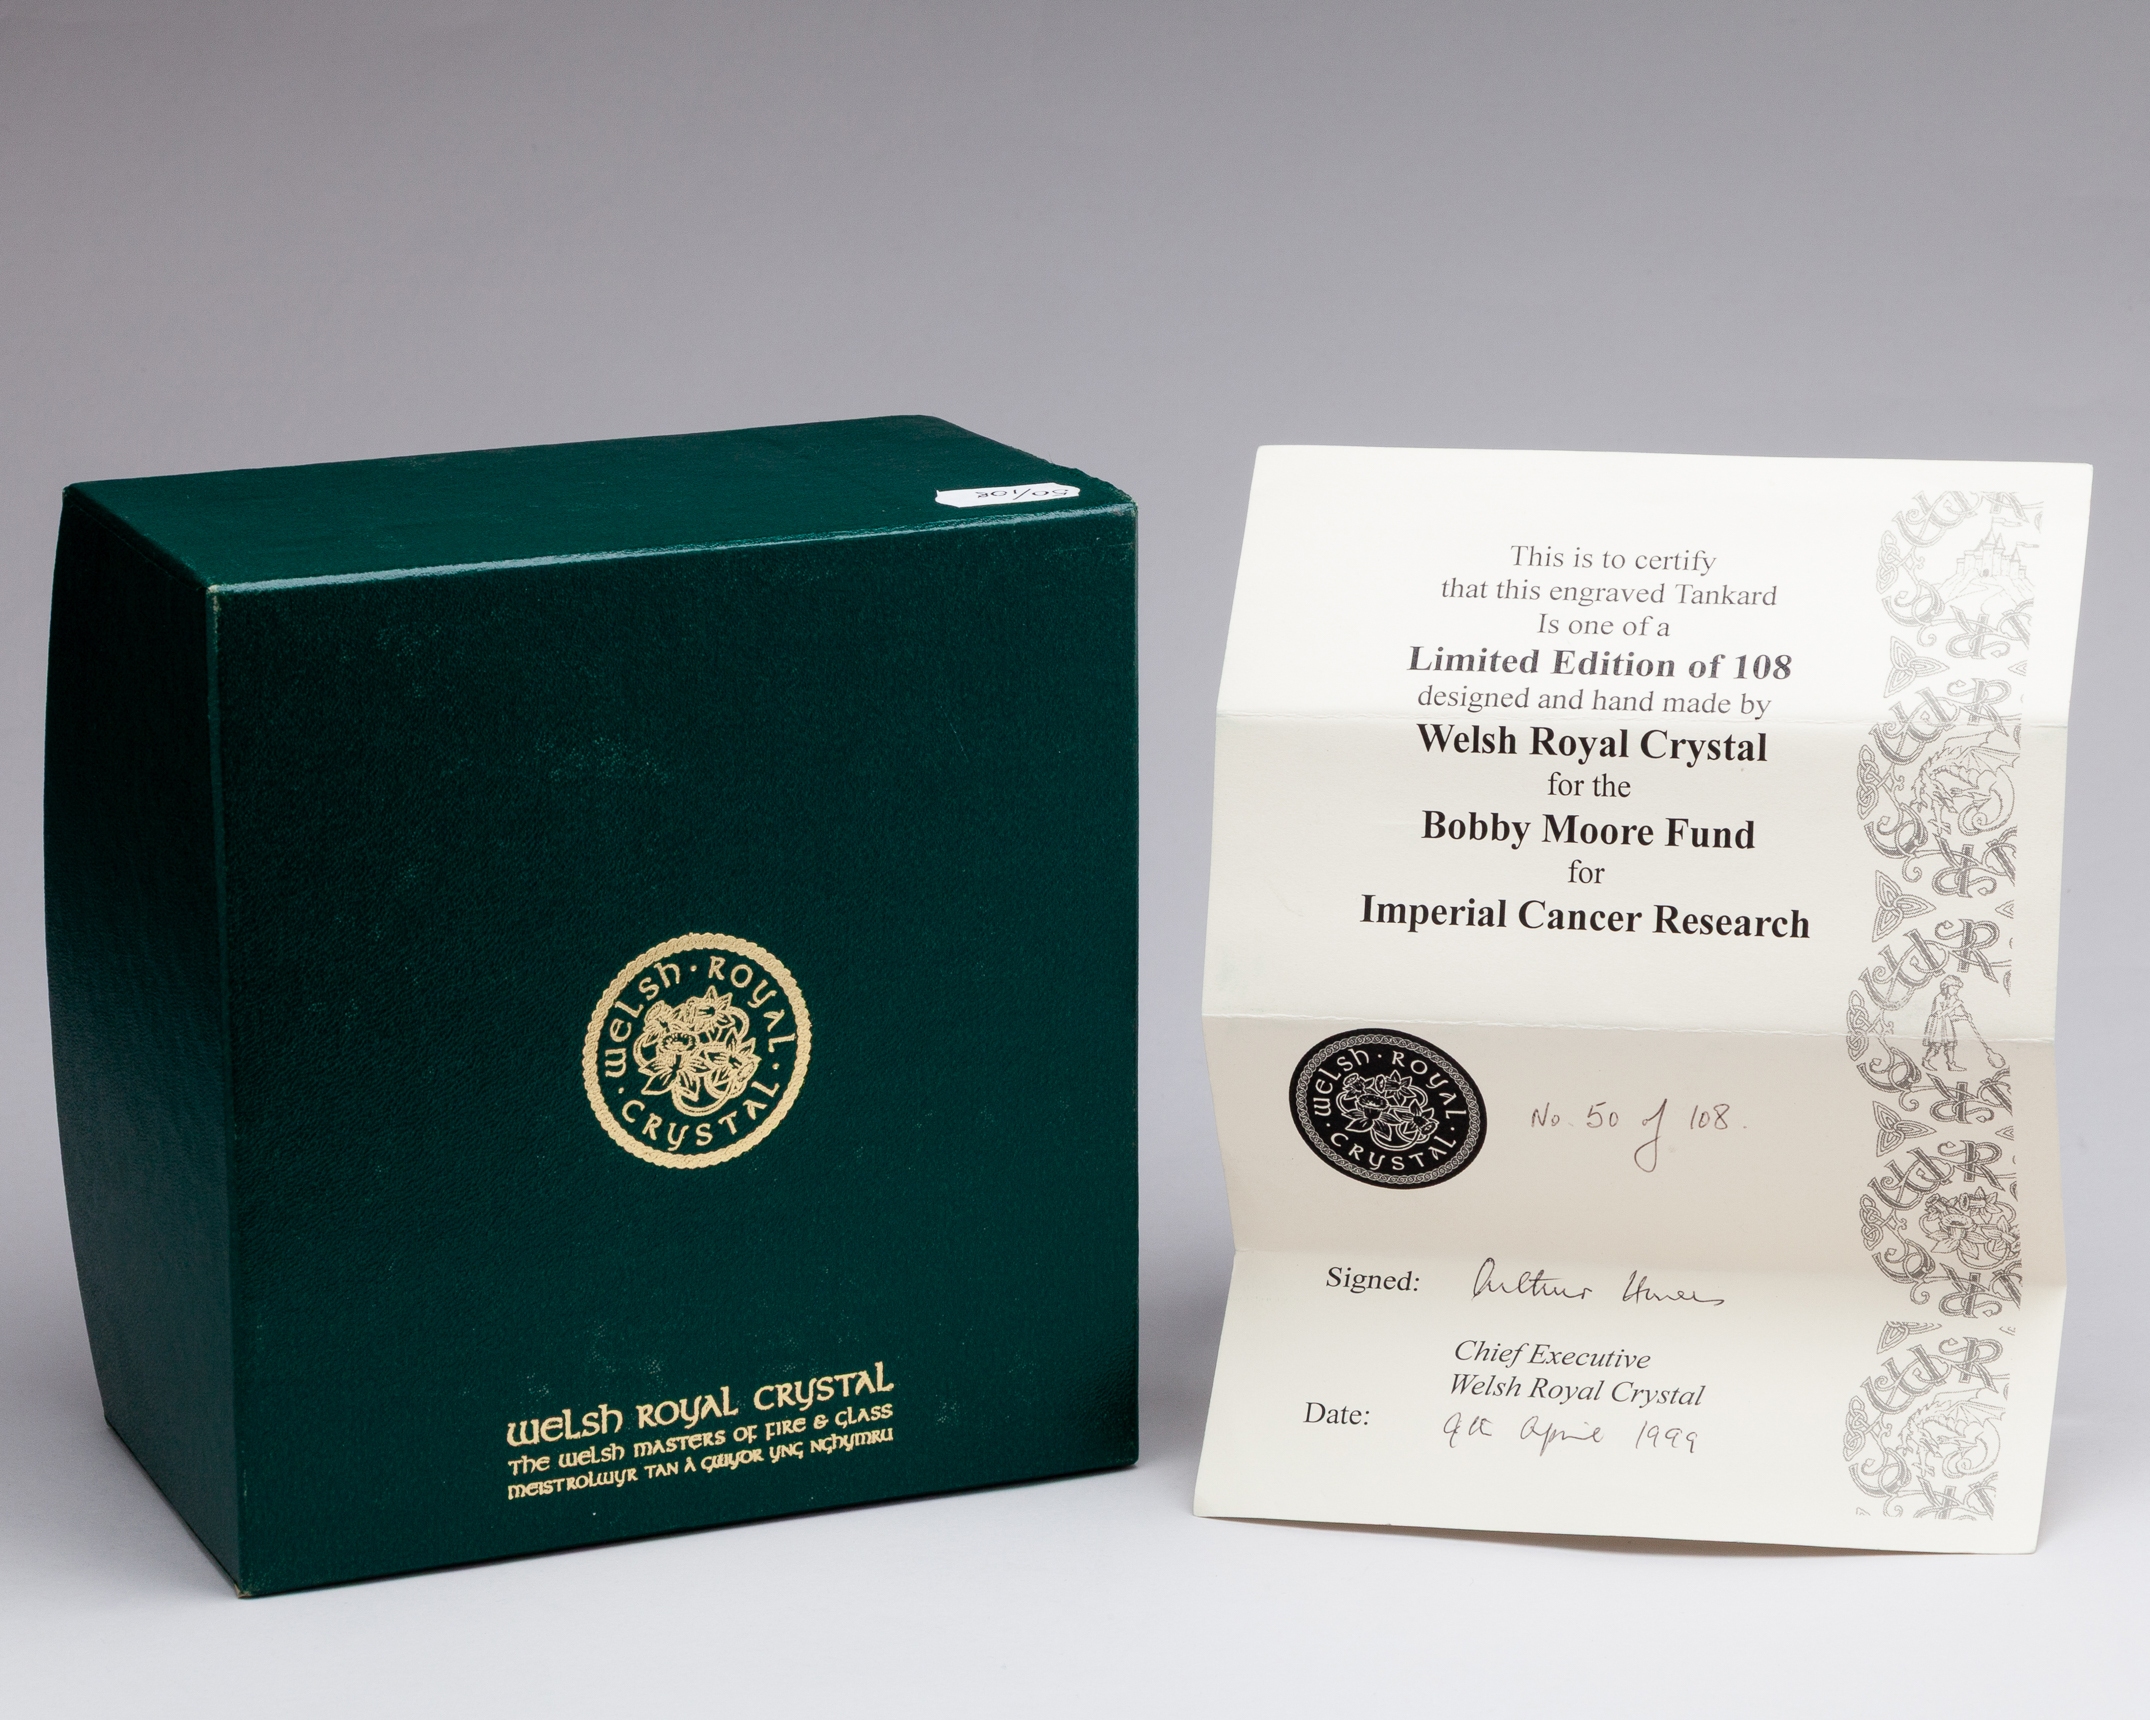 50/108
WELSH · ROYAL · CRYSTAL ·
WELSH ROYAL CRYSTAL
THE WELSH MASTERS OF FIRE & GLASS
MEISTROLWYR TAN A GWYDR YNG NGHYMRU
This is to certify
that this engraved Tankard
Is one of a
Limited Edition of 108
designed and hand made by
Welsh Royal Crystal
for the
Bobby Moore Fund
for
Imperial Cancer Research
WELSH · ROYAL · CRYSTAL ·
No. 50 of 108.
Signed:
Chief Executive
Welsh Royal Crystal
Date: 9th April 1999